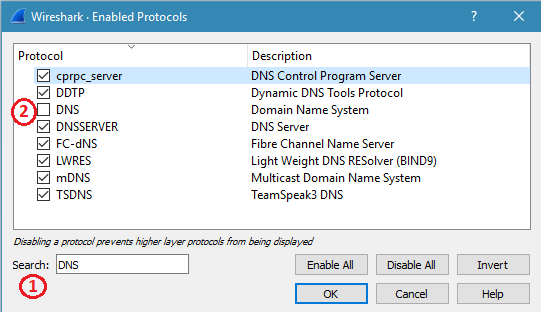 Wireshark · Enabled Protocols ? ×
Protocol Description
cprpc_server DNS Control Program Server
DDTP Dynamic DNS Tools Protocol
2 DNS Domain Name System
DNSSERVER DNS Server
FC-dNS Fibre Channel Name Server
LWRES Light Weight DNS RESolver (BIND9)
mDNS Multicast Domain Name System
TSDNS TeamSpeak3 DNS
Disabling a protocol prevents higher layer protocols from being displayed
Search: DNS Enable All Disable All Invert
1 OK Cancel Help